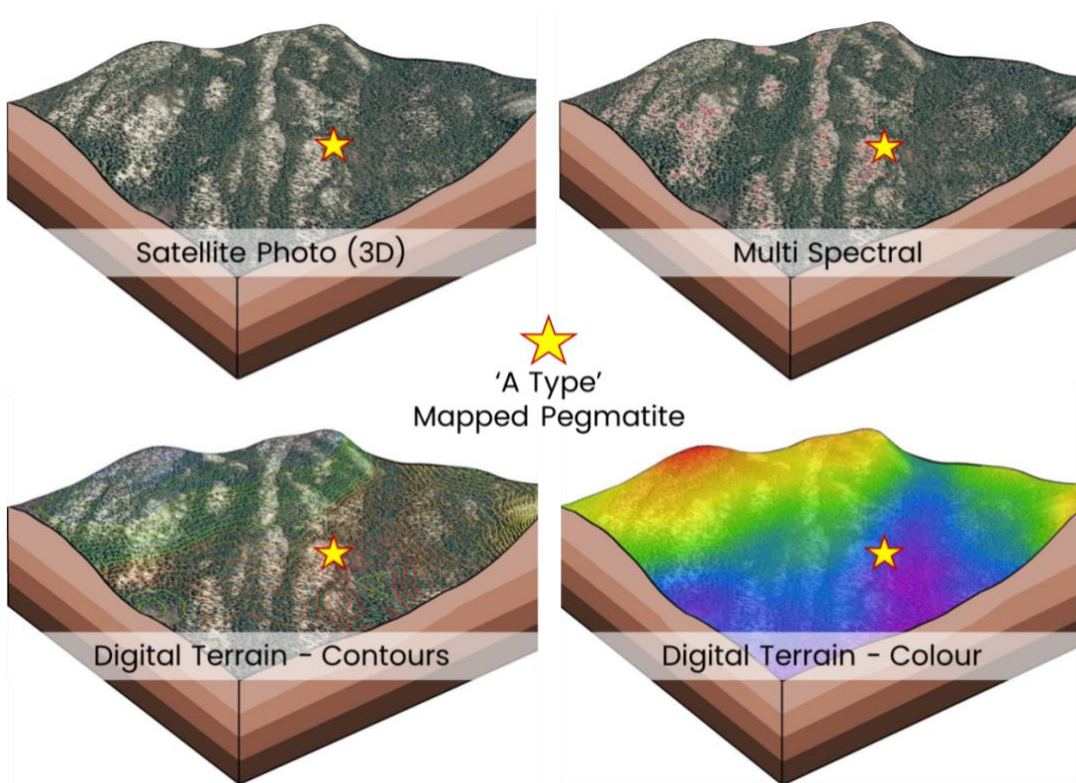 Satellite Photo (3D)
Multi Spectral
‘A Type’
Mapped Pegmatite
Digital Terrain - Contours
Digital Terrain - Colour